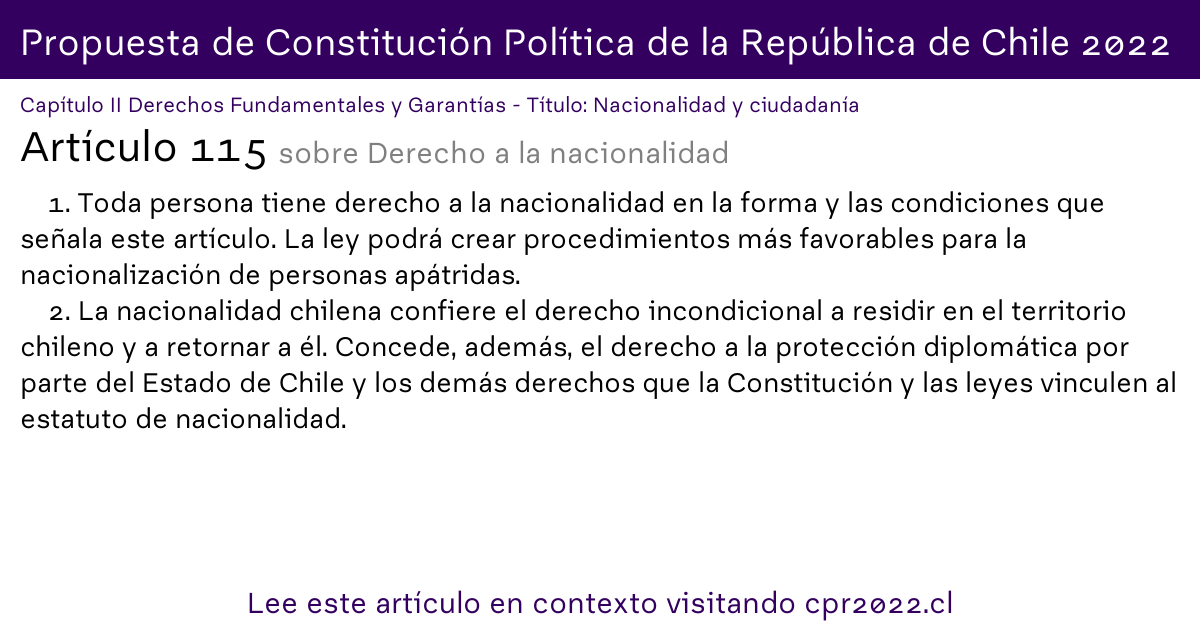 Propuesta de Constitución Política de la República de Chile 2022
Capítulo II Derechos Fundamentales y Garantías - Título: Nacionalidad y ciudadanía
Artículo 115 sobre Derecho a la nacionalidad
1. Toda persona tiene derecho a la nacionalidad en la forma y las condiciones que
señala este artículo. La ley podrá crear procedimientos más favorables para la
nacionalización de personas apátridas.
2. La nacionalidad chilena confiere el derecho incondicional a residir en el territorio
chileno y a retornar a él. Concede, además, el derecho a la protección diplomática por
parte del Estado de Chile y los demás derechos que la Constitución y las leyes vinculen al
estatuto de nacionalidad.
Lee este artículo en contexto visitando cpr2022.cl